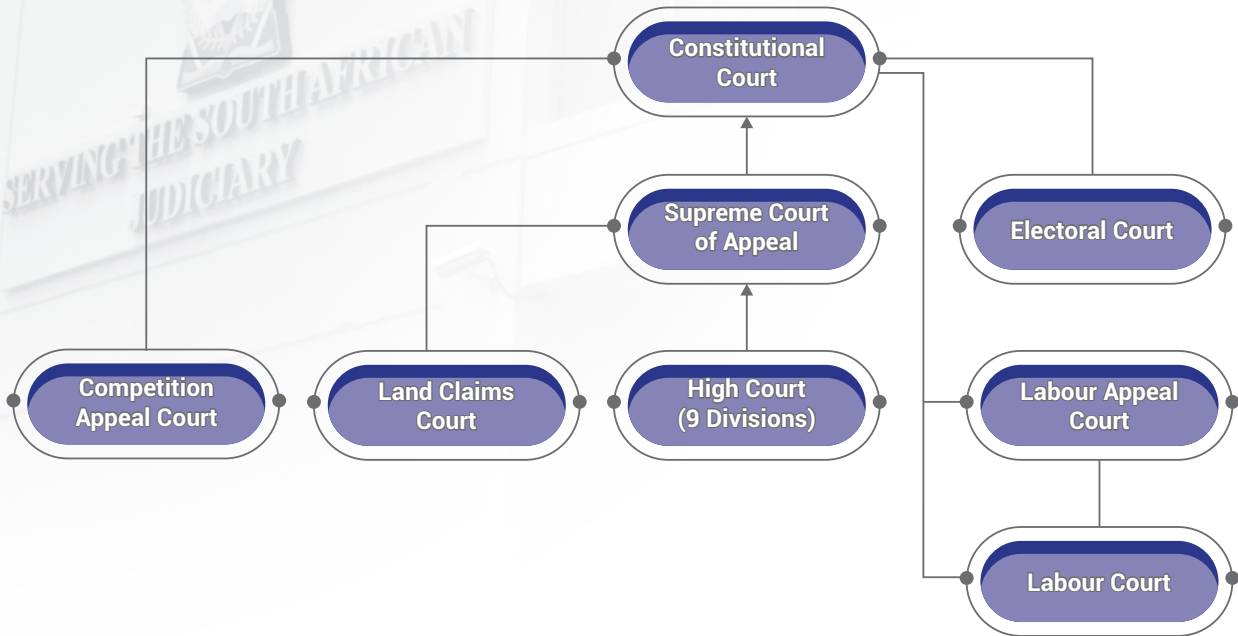 SERVING THE SOUTH AFRICAN
JUDICIARY
Constitutional
Court
Supreme Court
of Appeal
Electoral Court
Competition
Appeal Court
Land Claims
Court
High Court
(9 Divisions)
Labour Appeal
Court
Labour Court